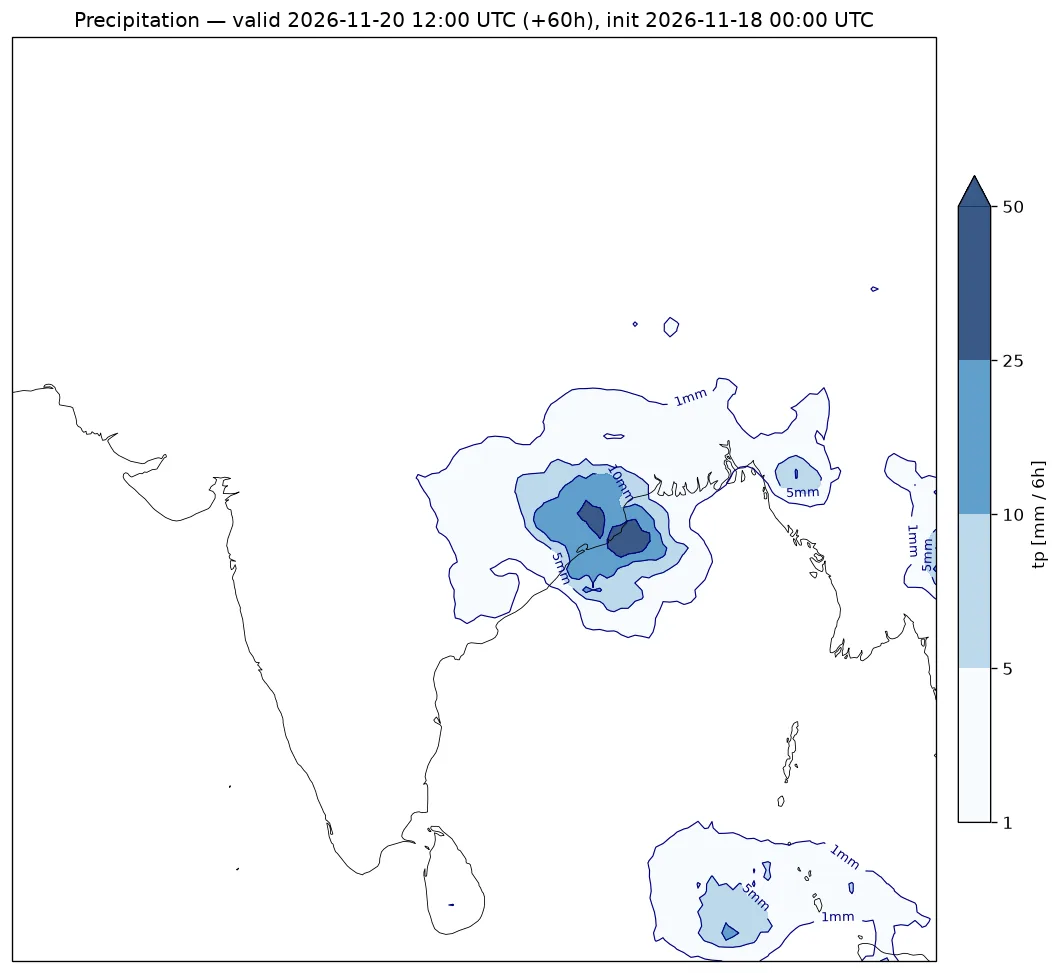 Precipitation — valid 2026-11-20 12:00 UTC (+60h), init 2026-11-18 00:00 UTC
50
25
10
5
1
tp [mm / 6h]
1mm
10mm
5mm
5mm
1mm
5mm
1mm
5mm
1mm